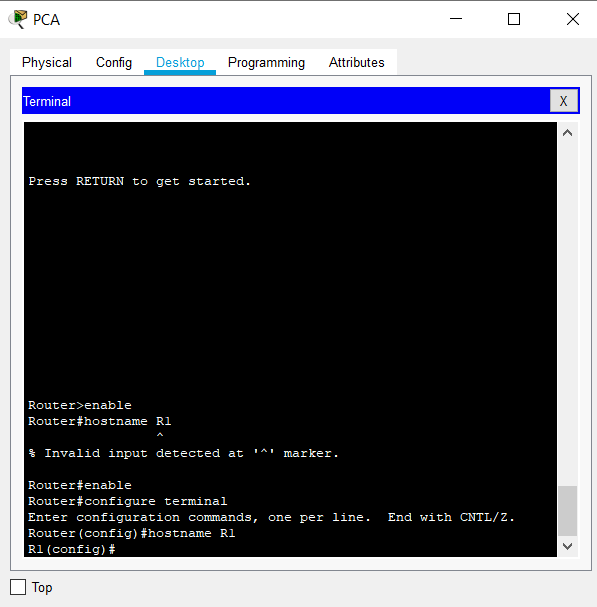 PCA
Physical Config Desktop Programming Attributes
Terminal X
Press RETURN to get started.
Router>enable
Router#hostname R1
^
% Invalid input detected at '^' marker.
Router#enable
Router#configure terminal
Enter configuration commands, one per line.  End with CNTL/Z.
Router(config)#hostname R1
R1(config)#
Top